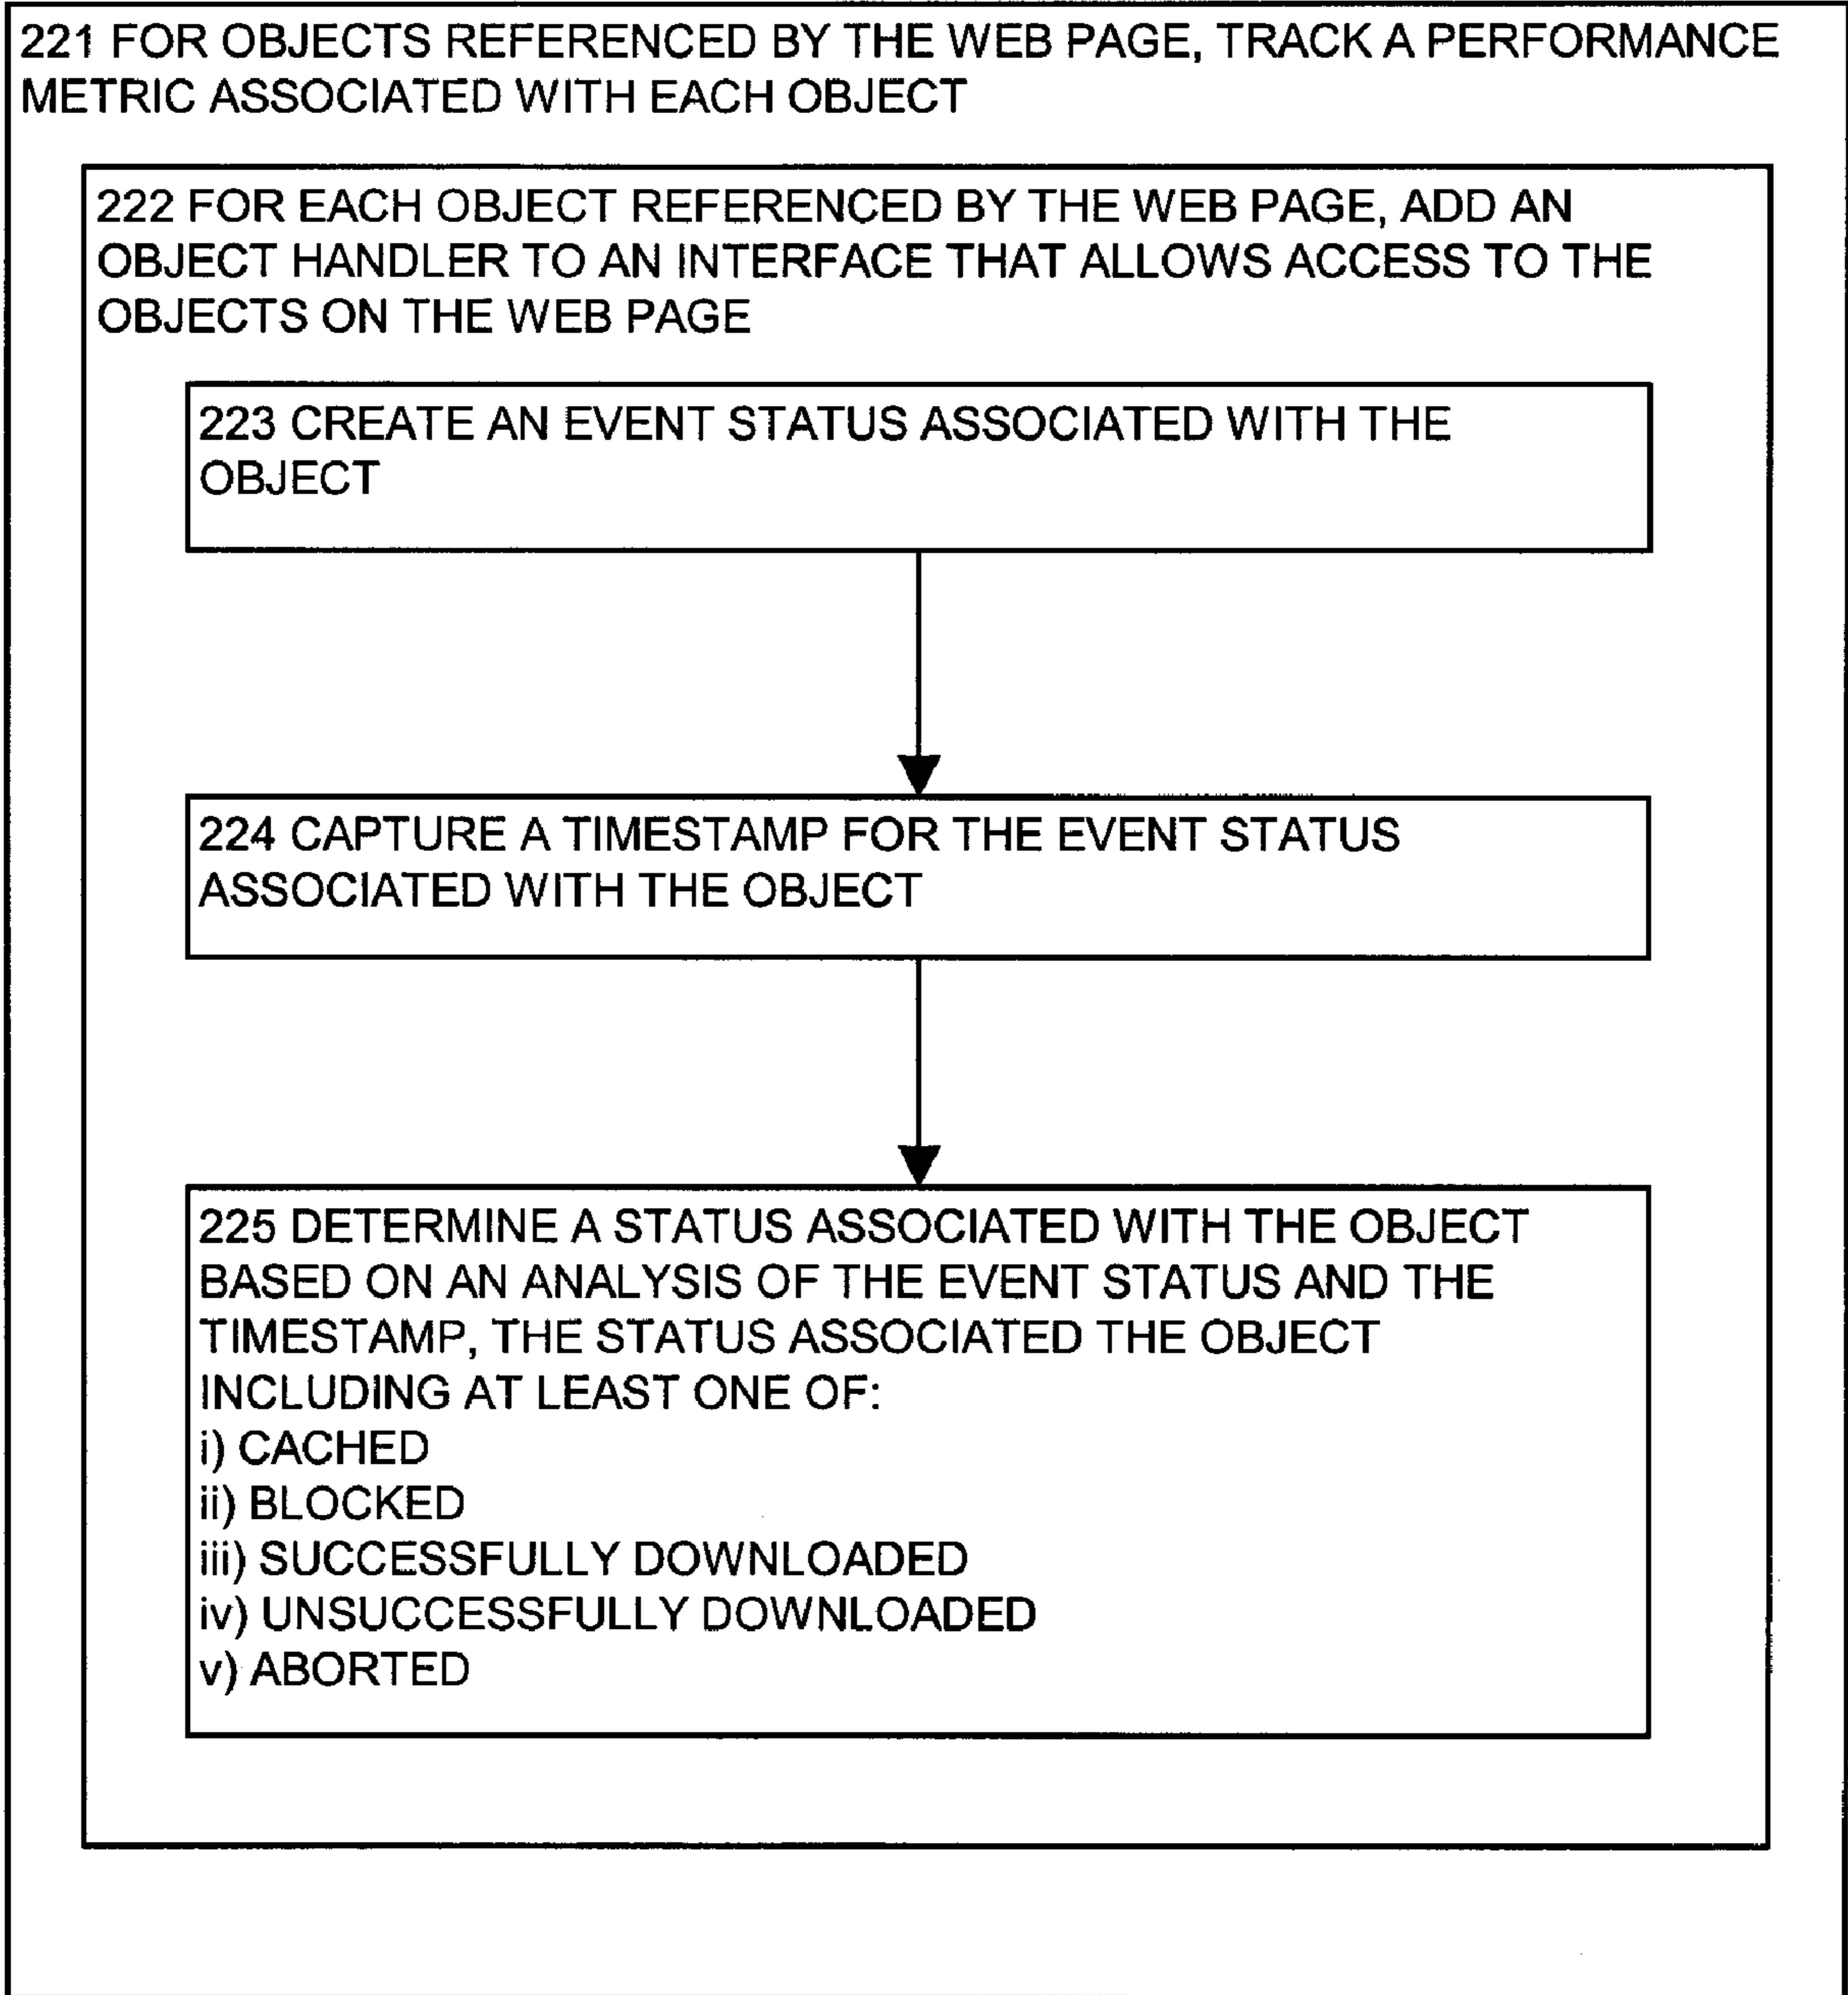 221 FOR OBJECTS REFERENCED BY THE WEB PAGE, TRACK A PERFORMANCE
METRIC ASSOCIATED WITH EACH OBJECT
222 FOR EACH OBJECT REFERENCED BY THE WEB PAGE, ADD AN
OBJECT HANDLER TO AN INTERFACE THAT ALLOWS ACCESS TO THE
OBJECTS ON THE WEB PAGE
223 CREATE AN EVENT STATUS ASSOCIATED WITH THE
OBJECT
224 CAPTURE A TIMESTAMP FOR THE EVENT STATUS
ASSOCIATED WITH THE OBJECT
225 DETERMINE A STATUS ASSOCIATED WITH THE OBJECT
BASED ON AN ANALYSIS OF THE EVENT STATUS AND THE
TIMESTAMP, THE STATUS ASSOCIATED THE OBJECT
INCLUDING AT LEAST ONE OF:
i) CACHED
ii) BLOCKED
iii) SUCCESSFULLY DOWNLOADED
iv) UNSUCCESSFULLY DOWNLOADED
v) ABORTED